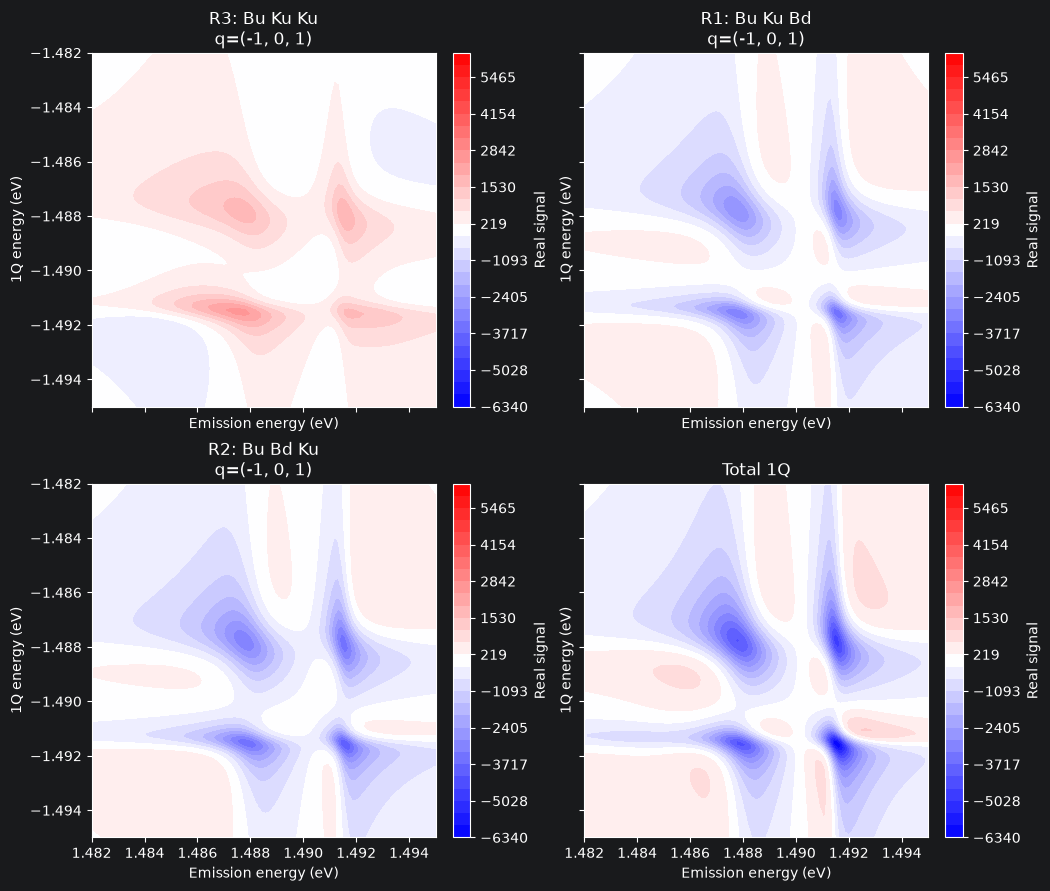 R3: Bu Ku Ku
q=(-1, 0, 1)
−1.482
−1.484
−1.486
−1.488
−1.490
−1.492
−1.494
1Q energy (eV)
Emission energy (eV)
5465
4154
2842
1530
219
−1093
−2405
−3717
−5028
−6340
Real signal
R1: Bu Ku Bd
q=(-1, 0, 1)
1Q energy (eV)
Emission energy (eV)
5465
4154
2842
1530
219
−1093
−2405
−3717
−5028
−6340
Real signal
R2: Bu Bd Ku
q=(-1, 0, 1)
−1.482
−1.484
−1.486
−1.488
−1.490
−1.492
−1.494
1Q energy (eV)
1.482 1.484 1.486 1.488 1.490 1.492 1.494
Emission energy (eV)
5465
4154
2842
1530
219
−1093
−2405
−3717
−5028
−6340
Real signal
Total 1Q
1Q energy (eV)
1.482 1.484 1.486 1.488 1.490 1.492 1.494
Emission energy (eV)
5465
4154
2842
1530
219
−1093
−2405
−3717
−5028
−6340
Real signal